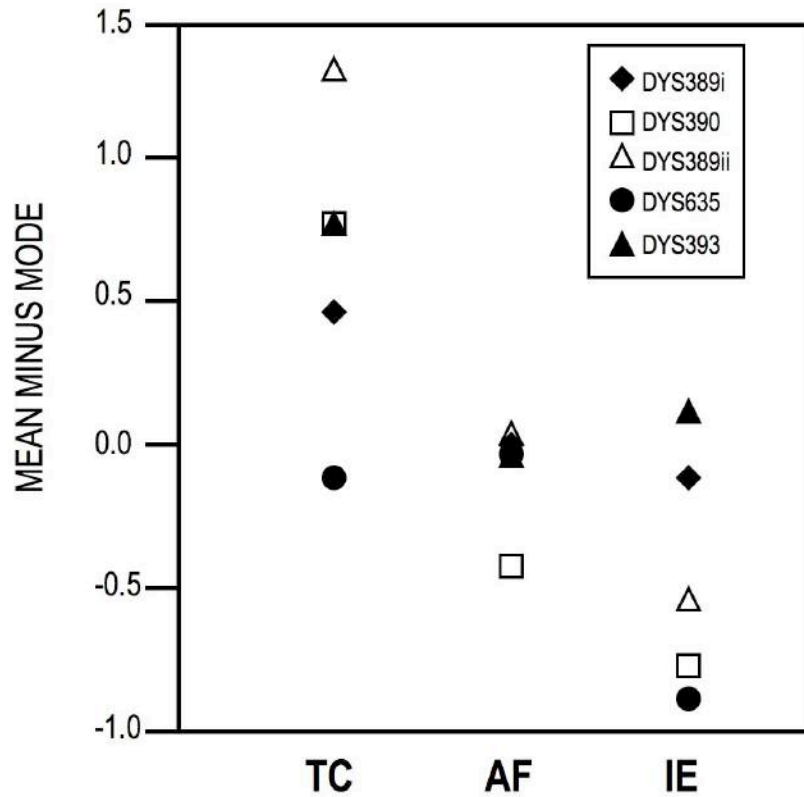 1.5
1.0
0.5
0.0
-0.5
-1.0
MEAN MINUS MODE
DYS389i
DYS390
DYS389ii
DYS635
DYS393
TC AF IE